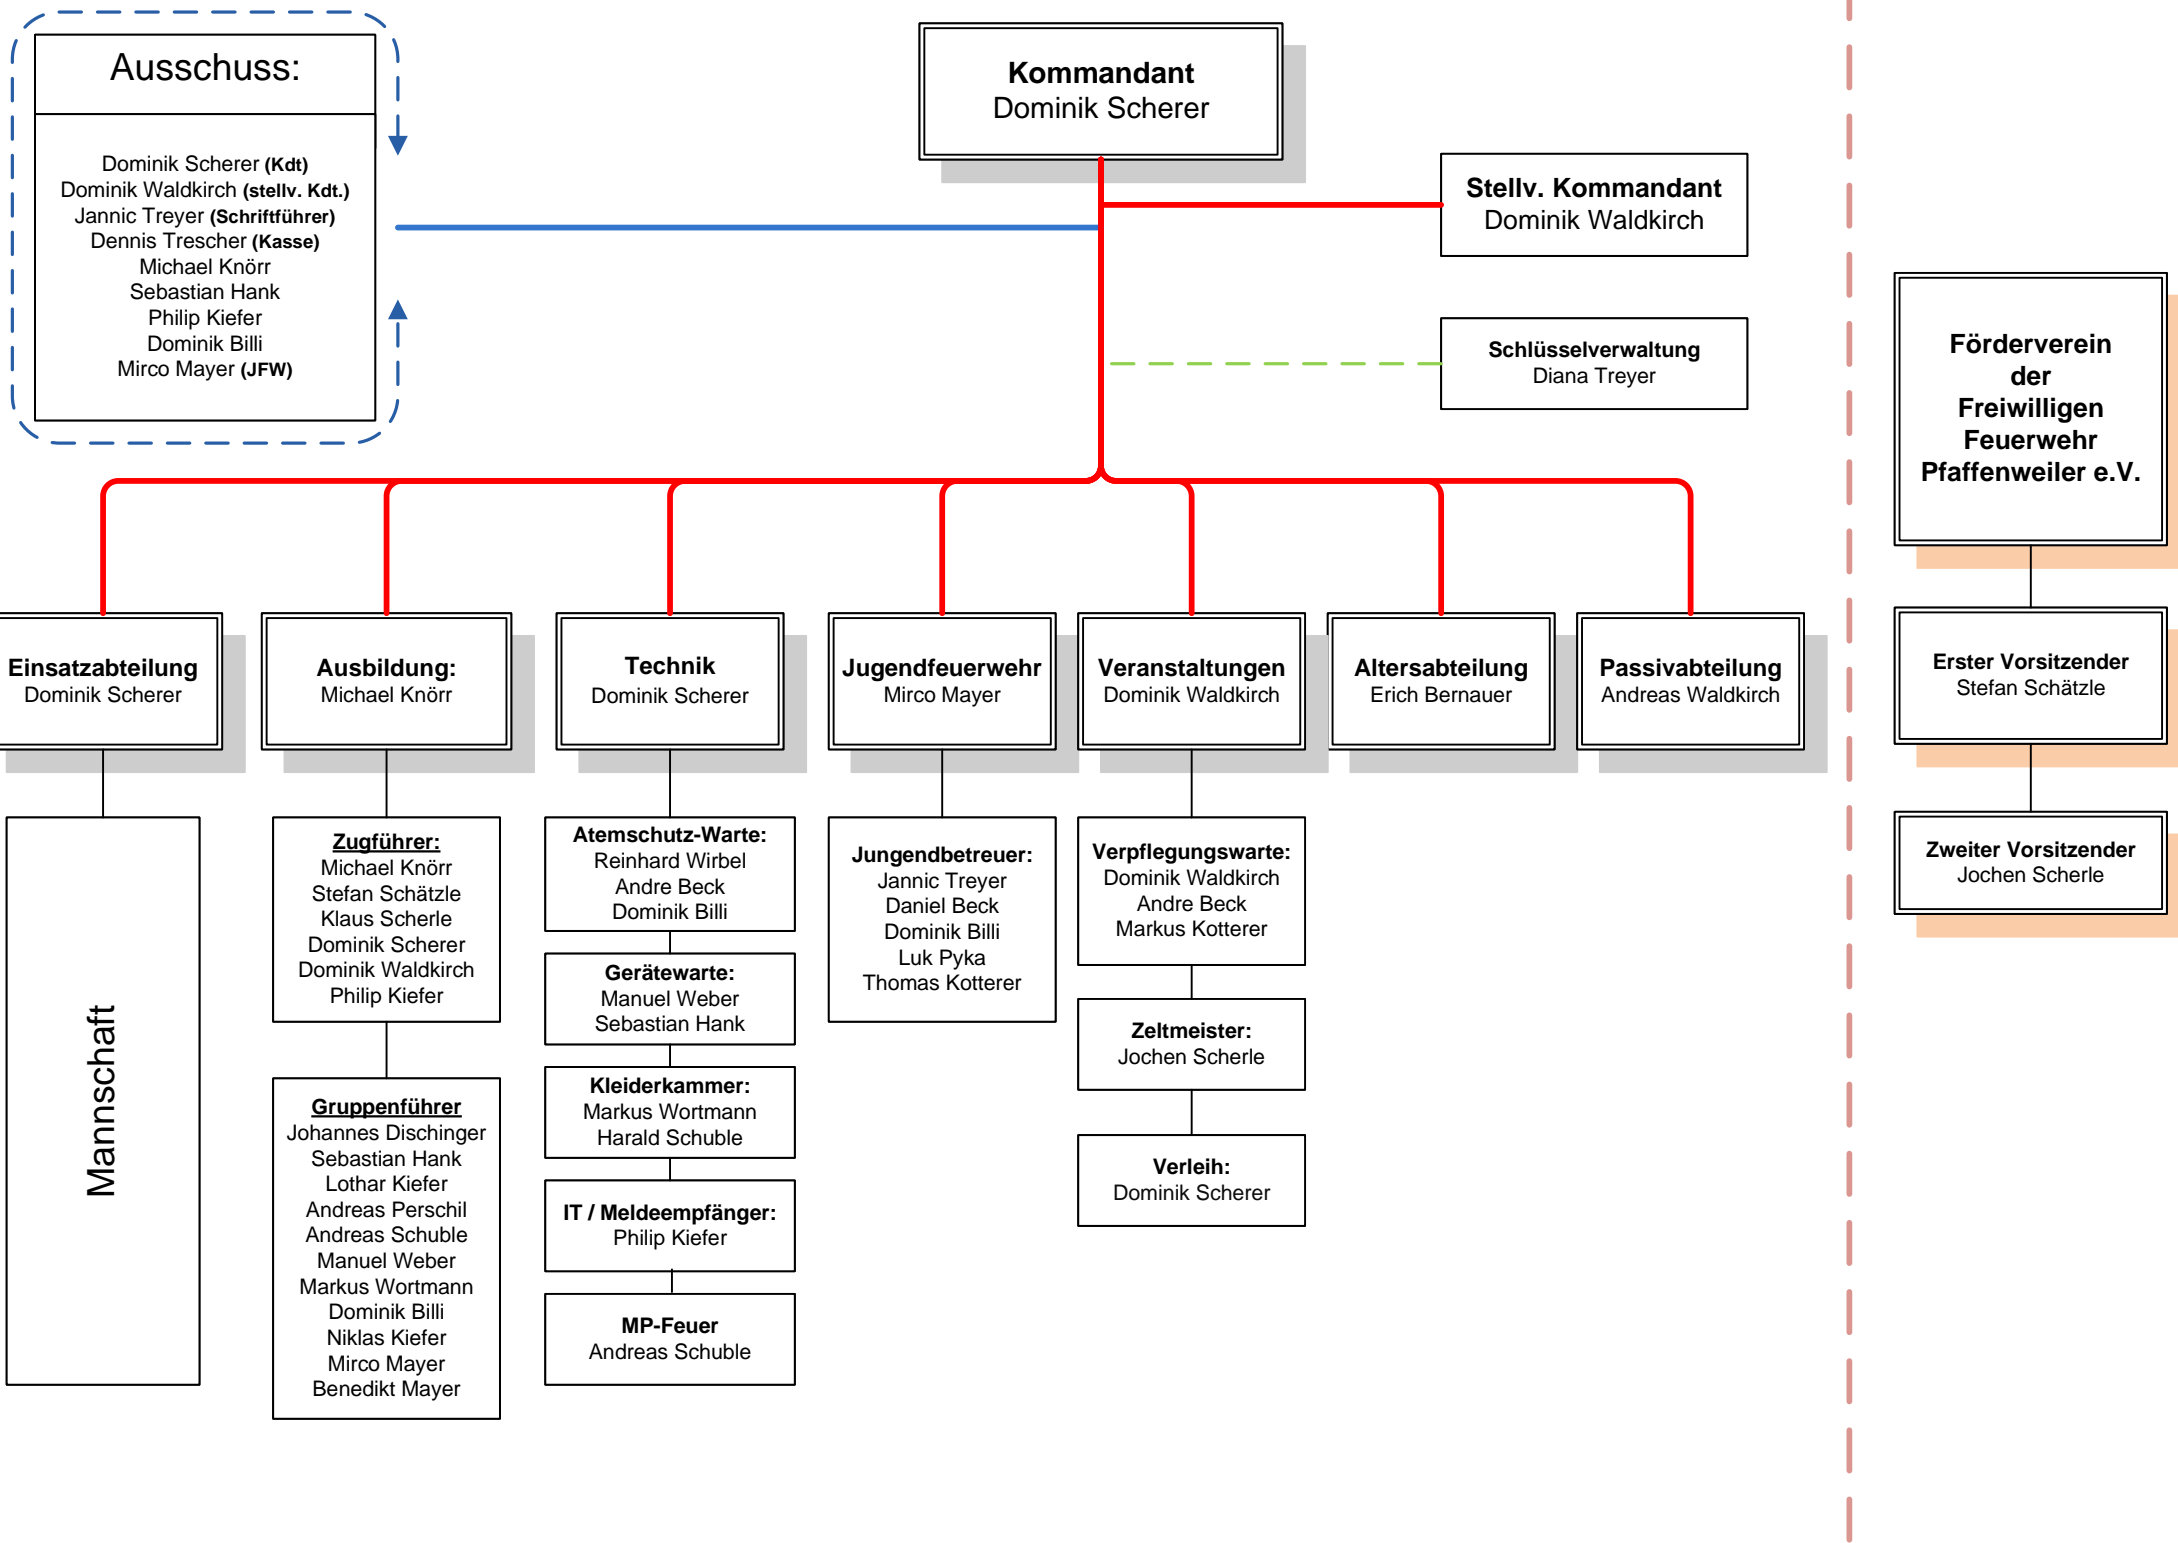 Ausschuss:
Dominik Scherer (Kdt)
Dominik Waldkirch (stellv. Kdt.)
Jannic Treyer (Schriftführer)
Dennis Trescher (Kasse)
Michael Knörr
Sebastian Hank
Philip Kiefer
Dominik Billi
Mirco Mayer (JFW)
Kommandant
Dominik Scherer
Stellv. Kommandant
Dominik Waldkirch
Schlüsselverwaltung
Diana Treyer
Förderverein
der
Freiwilligen
Feuerwehr
Pfaffenweiler e.V.
Einsatzabteilung
Dominik Scherer
Ausbildung:
Michael Knörr
Technik
Dominik Scherer
Jugendfeuerwehr
Mirco Mayer
Veranstaltungen
Dominik Waldkirch
Altersabteilung
Erich Bernauer
Passivabteilung
Andreas Waldkirch
Erster Vorsitzender
Stefan Schätzle
Zweiter Vorsitzender
Jochen Scherle
Mannschaft
Zugführer:
Michael Knörr
Stefan Schätzle
Klaus Scherle
Dominik Scherer
Dominik Waldkirch
Philip Kiefer
Gruppenführer
Johannes Dischinger
Sebastian Hank
Lothar Kiefer
Andreas Perschil
Andreas Schuble
Manuel Weber
Markus Wortmann
Dominik Billi
Niklas Kiefer
Mirco Mayer
Benedikt Mayer
Atemschutz-Warte:
Reinhard Wirbel
Andre Beck
Dominik Billi
Gerätewarte:
Manuel Weber
Sebastian Hank
Kleiderkammer:
Markus Wortmann
Harald Schuble
IT / Meldeempfänger:
Philip Kiefer
MP-Feuer
Andreas Schuble
Jungendbetreuer:
Jannic Treyer
Daniel Beck
Dominik Billi
Luk Pyka
Thomas Kotterer
Verpflegungswarte:
Dominik Waldkirch
Andre Beck
Markus Kotterer
Zeltmeister:
Jochen Scherle
Verleih:
Dominik Scherer